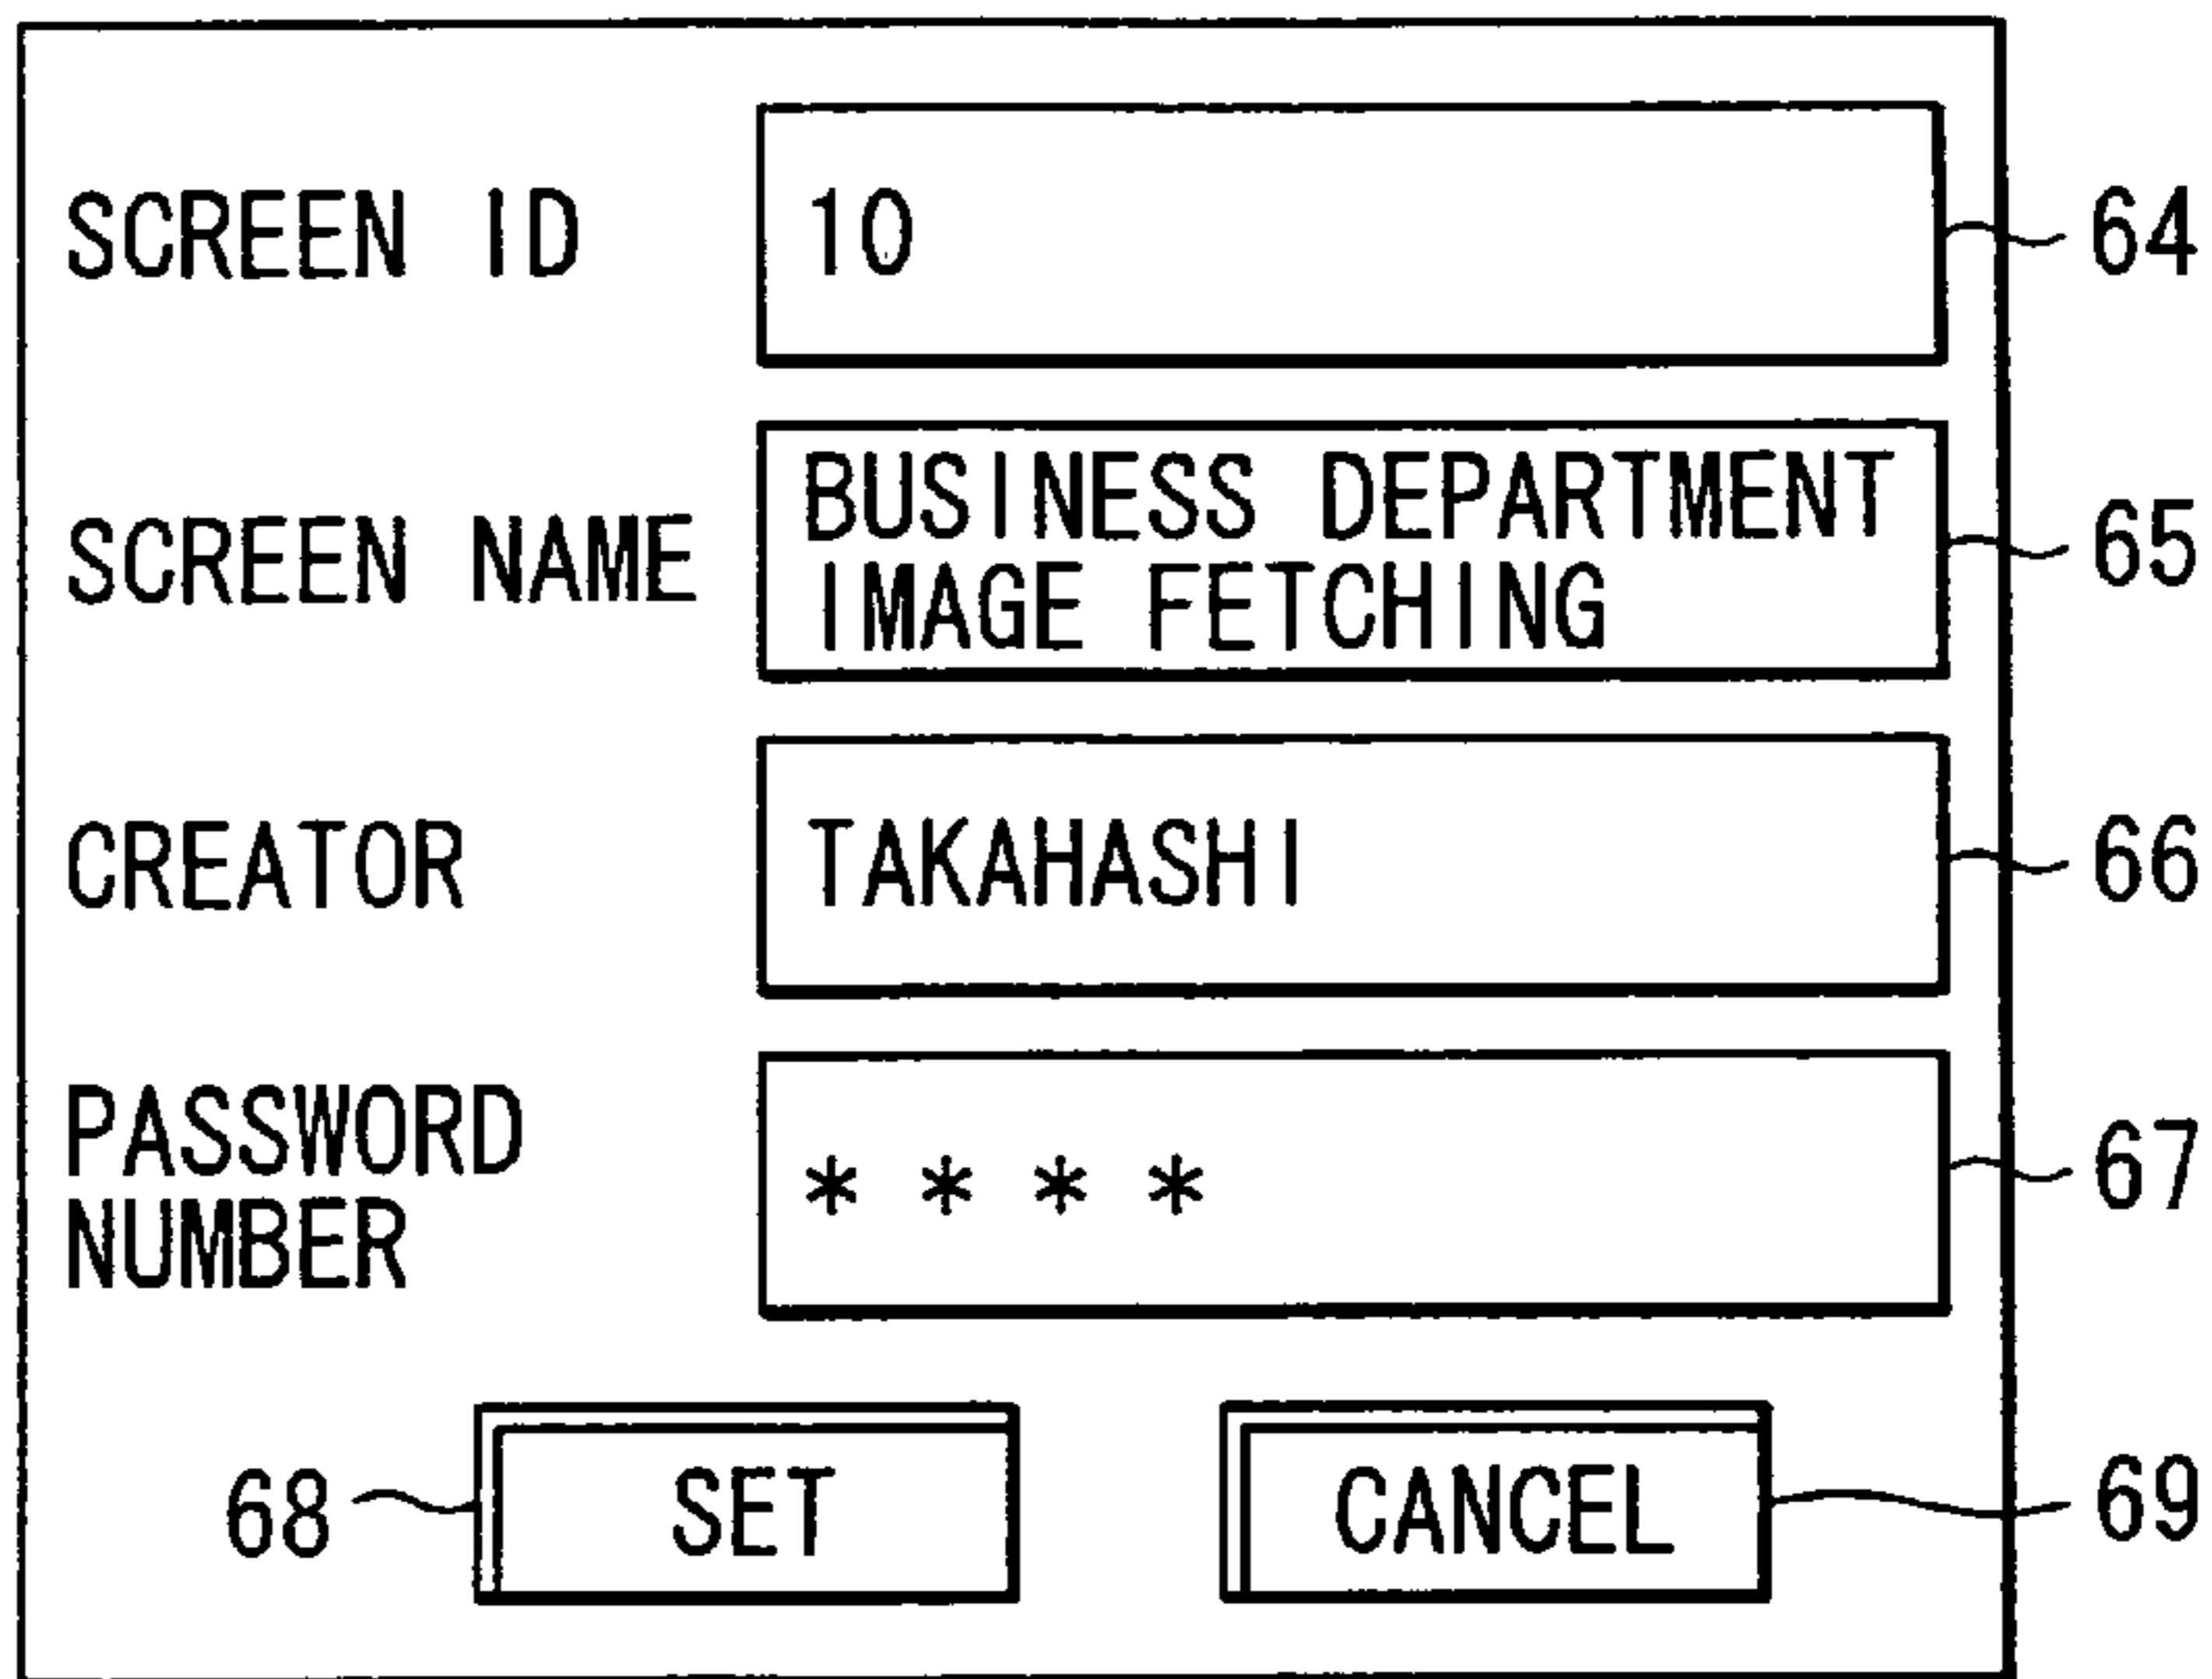 SCREEN ID 10 64
SCREEN NAME BUSINESS DEPARTMENT IMAGE FETCHING 65
CREATOR TAKAHASHI 66
PASSWORD NUMBER * * * * 67
68 SET CANCEL 69